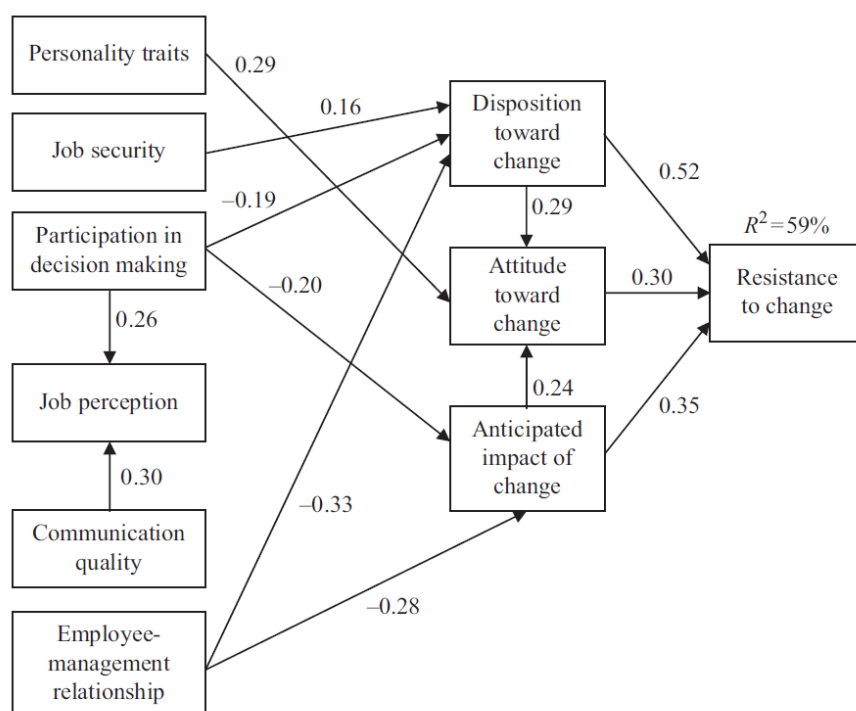 Personality traits
0.29
Job security
0.16
Disposition
toward
change
–0.19
0.52
Participation in
decision making
0.29
R² = 59%
–0.20
Attitude
toward
change
0.30
Resistance
to change
0.26
Job perception
0.24
0.35
Anticipated
impact of
change
0.30
–0.33
Communication
quality
–0.28
Employee-
management
relationship